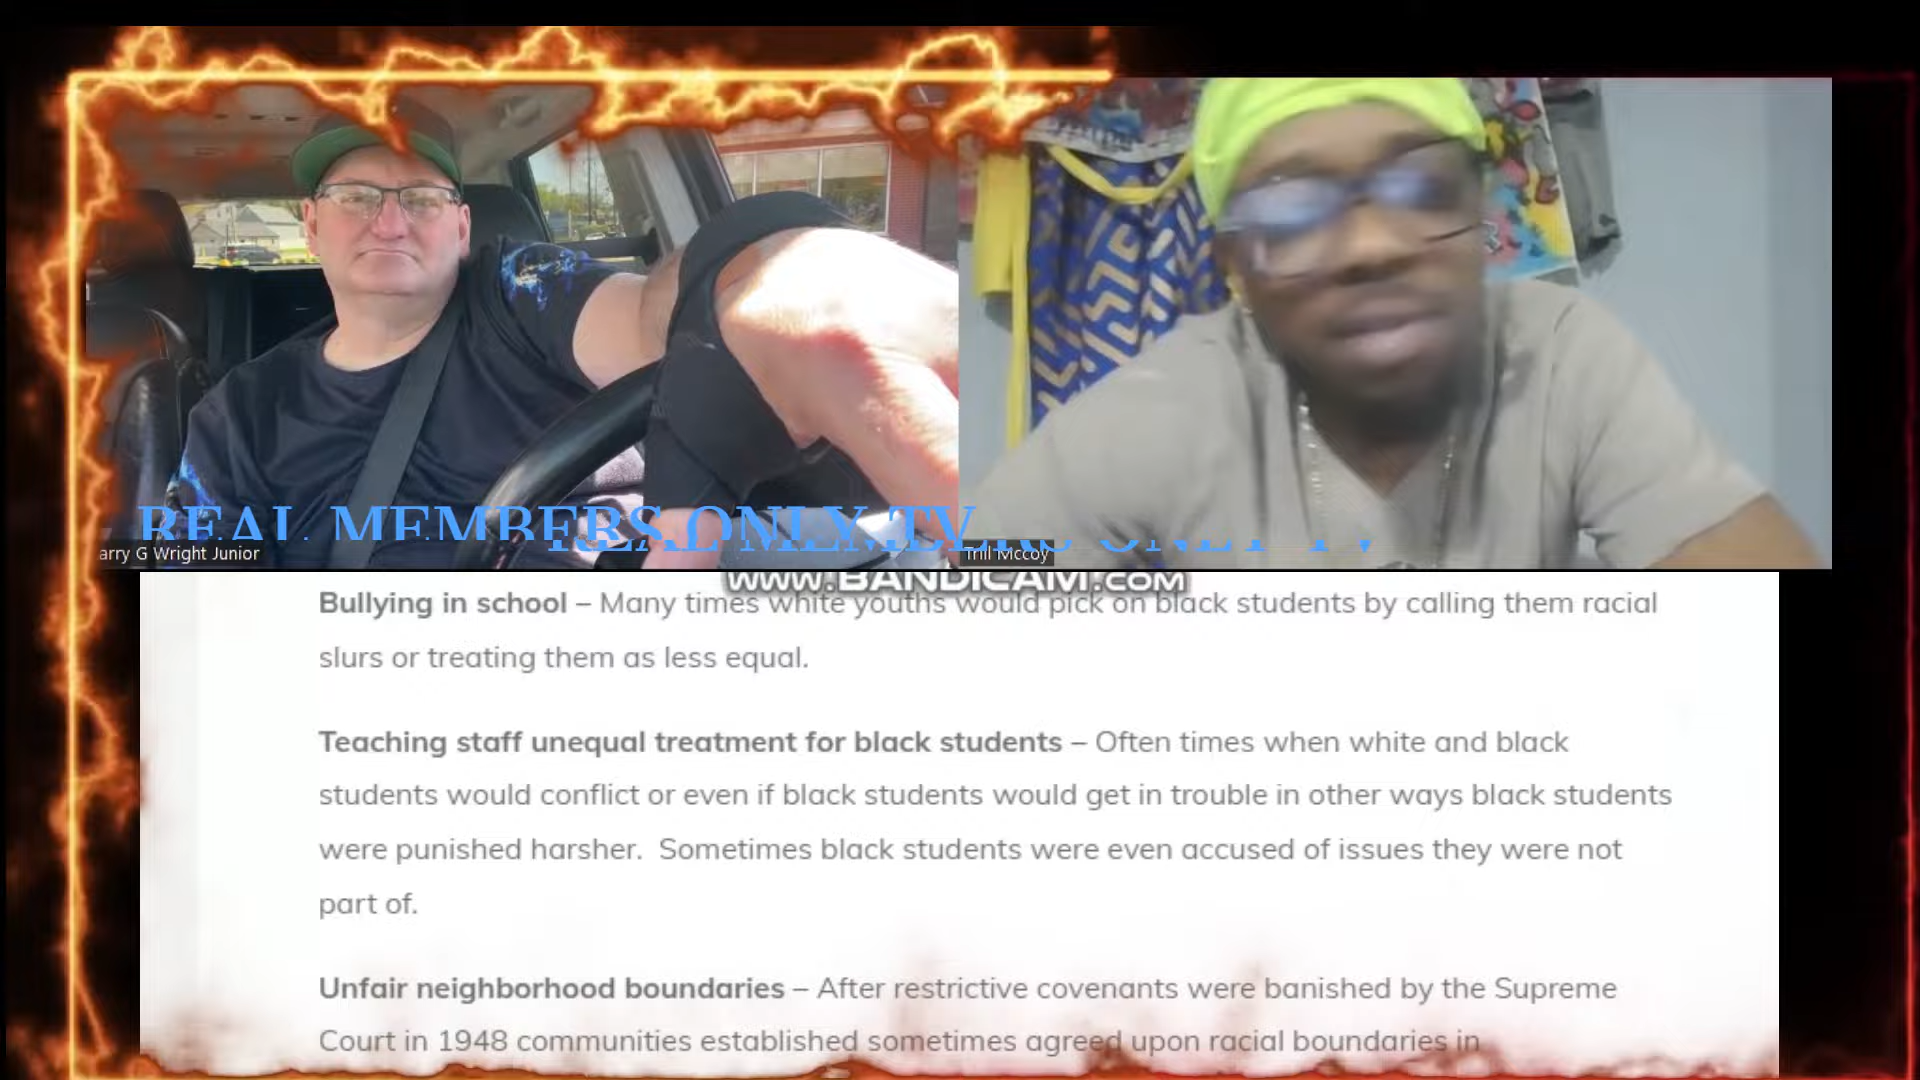 REAL MEMBERS ONLY TV
arry G Wright Junior
Trill Mccoy
WWW.BANDICAM.COM
Bullying in school – Many times white youths would pick on black students by calling them racial
slurs or treating them as less equal.
Teaching staff unequal treatment for black students – Often times when white and black
students would conflict or even if black students would get in trouble in other ways black students
were punished harsher. Sometimes black students were even accused of issues they were not
part of.
Unfair neighborhood boundaries – After restrictive covenants were banished by the Supreme
Court in 1948 communities established sometimes agreed upon racial boundaries in